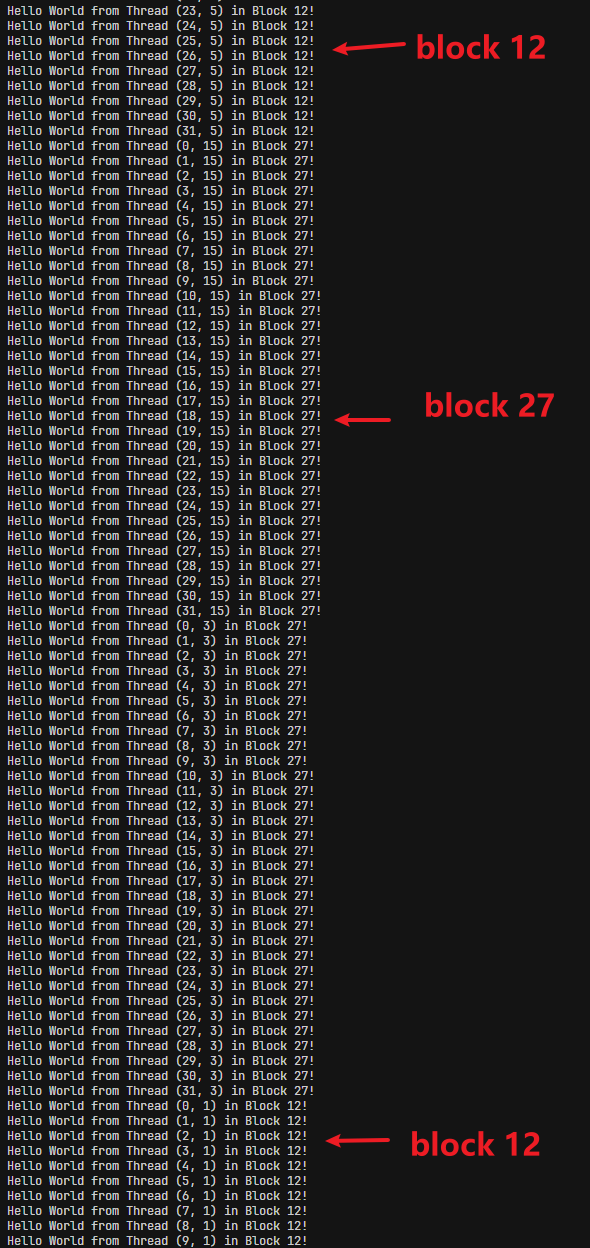 Hello World from Thread (23, 5) in Block 12!
Hello World from Thread (24, 5) in Block 12!
Hello World from Thread (25, 5) in Block 12!
block 12
Hello World from Thread (26, 5) in Block 12!
Hello World from Thread (27, 5) in Block 12!
Hello World from Thread (28, 5) in Block 12!
Hello World from Thread (29, 5) in Block 12!
Hello World from Thread (30, 5) in Block 12!
Hello World from Thread (31, 5) in Block 12!
Hello World from Thread (0, 15) in Block 27!
Hello World from Thread (1, 15) in Block 27!
Hello World from Thread (2, 15) in Block 27!
Hello World from Thread (3, 15) in Block 27!
Hello World from Thread (4, 15) in Block 27!
Hello World from Thread (5, 15) in Block 27!
Hello World from Thread (6, 15) in Block 27!
Hello World from Thread (7, 15) in Block 27!
Hello World from Thread (8, 15) in Block 27!
Hello World from Thread (9, 15) in Block 27!
Hello World from Thread (10, 15) in Block 27!
Hello World from Thread (11, 15) in Block 27!
Hello World from Thread (12, 15) in Block 27!
Hello World from Thread (13, 15) in Block 27!
Hello World from Thread (14, 15) in Block 27!
Hello World from Thread (15, 15) in Block 27!
Hello World from Thread (16, 15) in Block 27!
Hello World from Thread (17, 15) in Block 27!
block 27
Hello World from Thread (18, 15) in Block 27!
Hello World from Thread (19, 15) in Block 27!
Hello World from Thread (20, 15) in Block 27!
Hello World from Thread (21, 15) in Block 27!
Hello World from Thread (22, 15) in Block 27!
Hello World from Thread (23, 15) in Block 27!
Hello World from Thread (24, 15) in Block 27!
Hello World from Thread (25, 15) in Block 27!
Hello World from Thread (26, 15) in Block 27!
Hello World from Thread (27, 15) in Block 27!
Hello World from Thread (28, 15) in Block 27!
Hello World from Thread (29, 15) in Block 27!
Hello World from Thread (30, 15) in Block 27!
Hello World from Thread (31, 15) in Block 27!
Hello World from Thread (0, 3) in Block 27!
Hello World from Thread (1, 3) in Block 27!
Hello World from Thread (2, 3) in Block 27!
Hello World from Thread (3, 3) in Block 27!
Hello World from Thread (4, 3) in Block 27!
Hello World from Thread (5, 3) in Block 27!
Hello World from Thread (6, 3) in Block 27!
Hello World from Thread (7, 3) in Block 27!
Hello World from Thread (8, 3) in Block 27!
Hello World from Thread (9, 3) in Block 27!
Hello World from Thread (10, 3) in Block 27!
Hello World from Thread (11, 3) in Block 27!
Hello World from Thread (12, 3) in Block 27!
Hello World from Thread (13, 3) in Block 27!
Hello World from Thread (14, 3) in Block 27!
Hello World from Thread (15, 3) in Block 27!
Hello World from Thread (16, 3) in Block 27!
Hello World from Thread (17, 3) in Block 27!
Hello World from Thread (18, 3) in Block 27!
Hello World from Thread (19, 3) in Block 27!
Hello World from Thread (20, 3) in Block 27!
Hello World from Thread (21, 3) in Block 27!
Hello World from Thread (22, 3) in Block 27!
Hello World from Thread (23, 3) in Block 27!
Hello World from Thread (24, 3) in Block 27!
Hello World from Thread (25, 3) in Block 27!
Hello World from Thread (26, 3) in Block 27!
Hello World from Thread (27, 3) in Block 27!
Hello World from Thread (28, 3) in Block 27!
Hello World from Thread (29, 3) in Block 27!
Hello World from Thread (30, 3) in Block 27!
Hello World from Thread (31, 3) in Block 27!
Hello World from Thread (0, 1) in Block 12!
Hello World from Thread (1, 1) in Block 12!
Hello World from Thread (2, 1) in Block 12!
block 12
Hello World from Thread (3, 1) in Block 12!
Hello World from Thread (4, 1) in Block 12!
Hello World from Thread (5, 1) in Block 12!
Hello World from Thread (6, 1) in Block 12!
Hello World from Thread (7, 1) in Block 12!
Hello World from Thread (8, 1) in Block 12!
Hello World from Thread (9, 1) in Block 12!